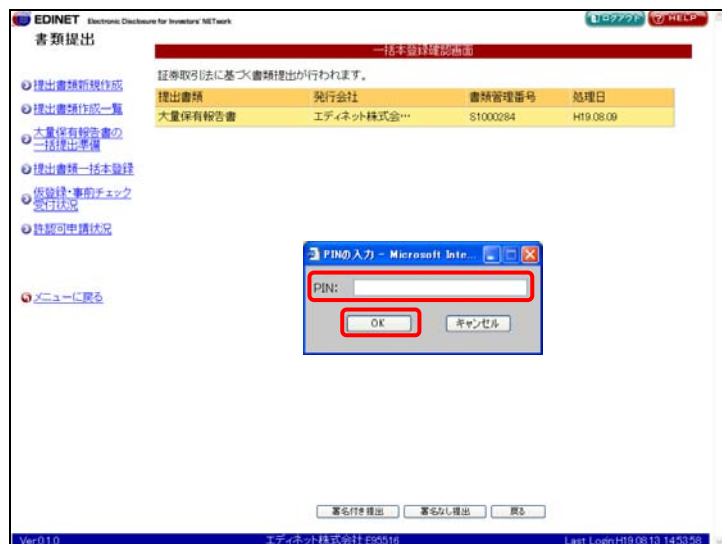 EDINET Electronic Disclosure for Investors' NETwork
ログアウト ? HELP
書類提出
一括本登録確認画面
証券取引法に基づく書類提出が行われます。
提出書類 発行会社 書類管理番号 処理日
大量保有報告書 エディネット株式会… S1000284 H19.08.09
提出書類新規作成
提出書類作成一覧
大量保有報告書の
一括提出準備
提出書類一括本登録
仮登録・事前チェック
受付状況
許認可申請状況
メニューに戻る
PINの入力 - Microsoft Inte...
PIN:
OK キャンセル
署名付き提出 署名なし提出 戻る
Ver.0.1.0 エディネット株式会社 E95516 Last Login:H19.08.13 14:53:58